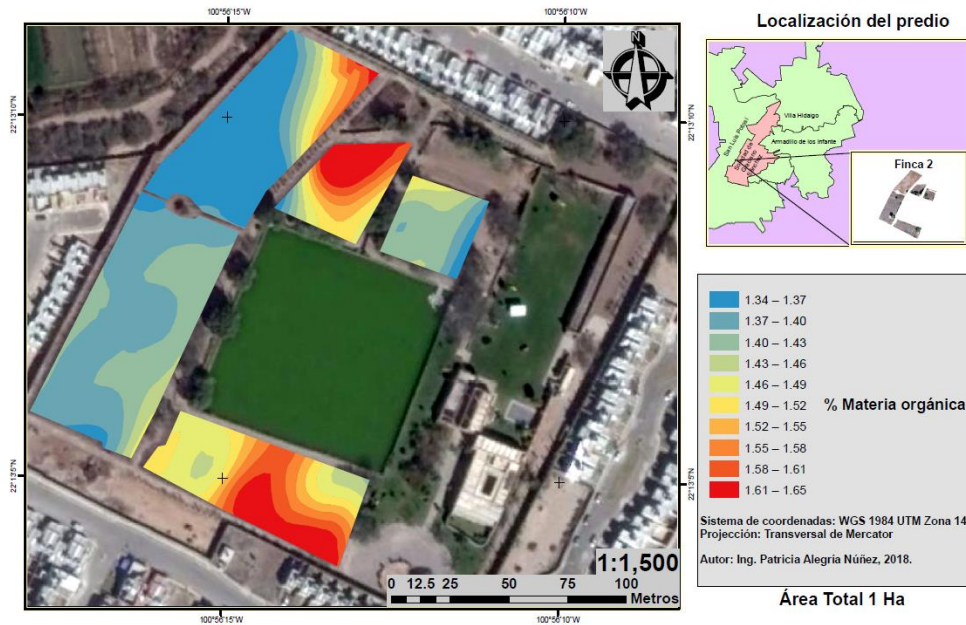 100°56'15"W
100°56'10"W
N
22°13'10"N
22°13'10"N
22°13'5"N
22°13'5"N
1:1,500
0 12.5 25 50 75 100
Metros
100°56'15"W
100°56'10"W
Localización del predio
Villa Hidalgo
San Luis Potosí
Armadillo de los Infante
Finca 2
1.34 – 1.37
1.37 – 1.40
1.40 – 1.43
1.43 – 1.46
1.46 – 1.49
1.49 – 1.52
% Materia orgánica
1.52 – 1.55
1.55 – 1.58
1.58 – 1.61
1.61 – 1.65
Sistema de coordenadas: WGS 1984 UTM Zona 14
Projección: Transversal de Mercator
Autor: Ing. Patricia Alegría Núñez, 2018.
Área Total 1 Ha